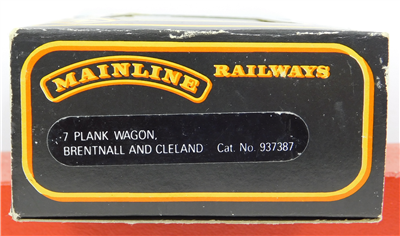 MAINLINE RAILWAYS
7 PLANK WAGON,
BRENTNALL AND CLELAND Cat. No. 937387